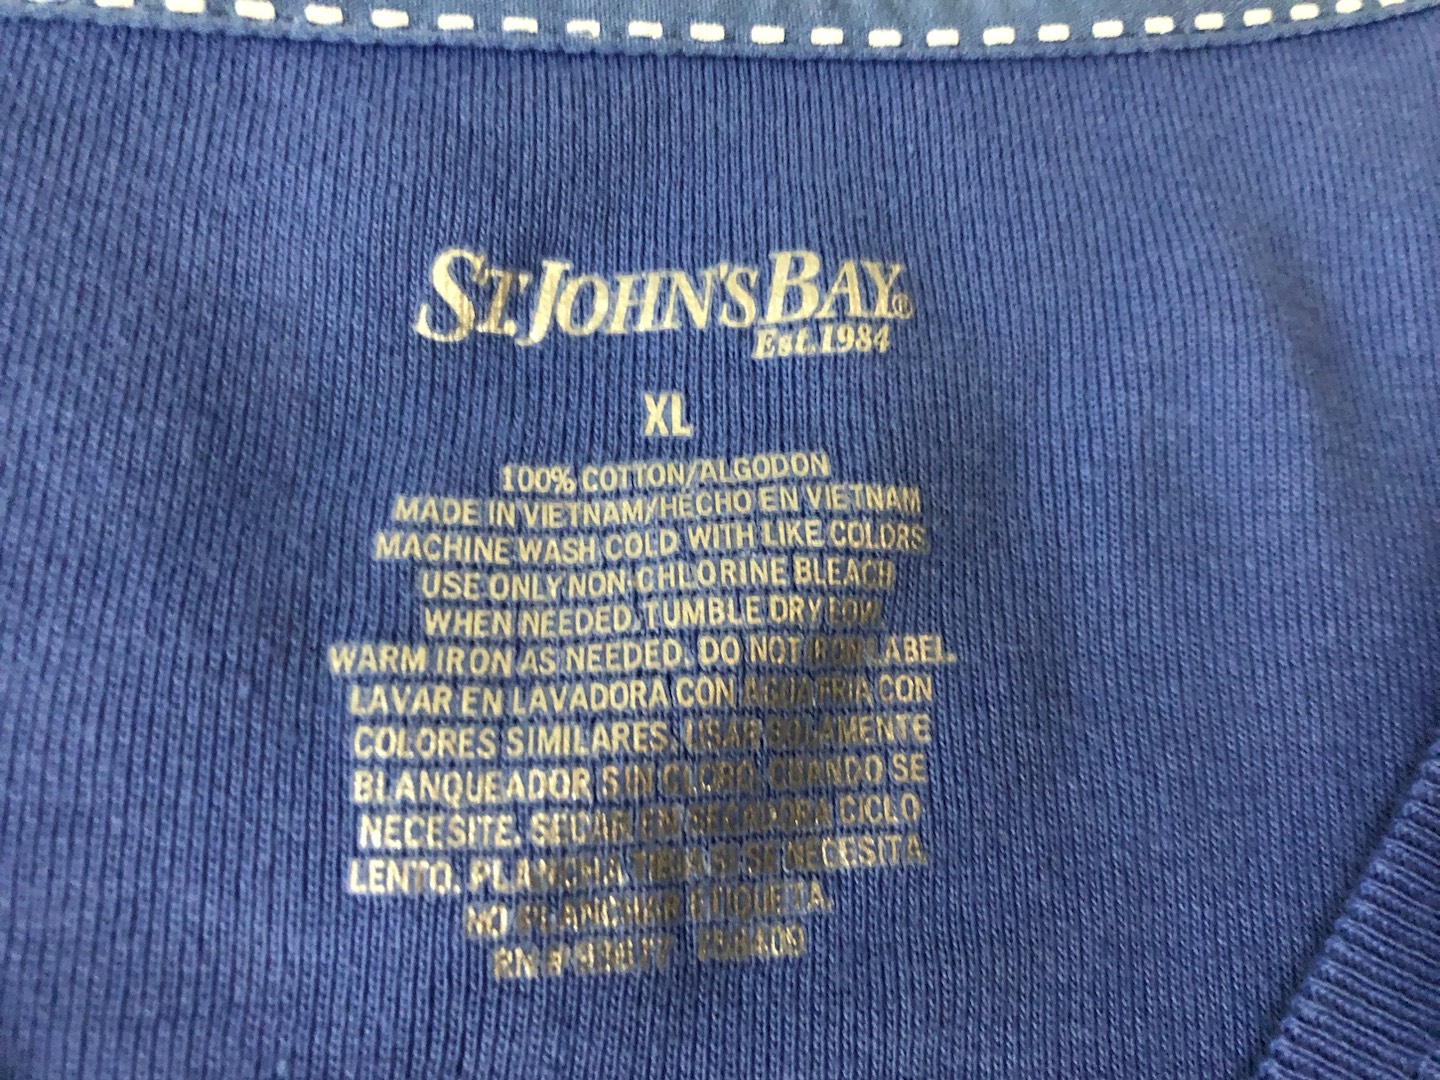 ST. JOHN'S BAY®
Est. 1984
XL
100% COTTON/ALGODON
MADE IN VIETNAM/HECHO EN VIETNAM
MACHINE WASH COLD WITH LIKE COLORS
USE ONLY NON-CHLORINE BLEACH
WHEN NEEDED. TUMBLE DRY LOW
WARM IRON AS NEEDED. DO NOT IRON LABEL.
LAVAR EN LAVADORA CON AGUA FRIA CON
COLORES SIMILARES. USAR SOLAMENTE
BLANQUEADOR SIN CLORO. CUANDO SE
NECESITE. SECAR EN SECADORA CICLO
LENTO. PLANCHA TIBIA SI SE NECESITA.
NO PLANCHAR ETIQUETA.
RN #